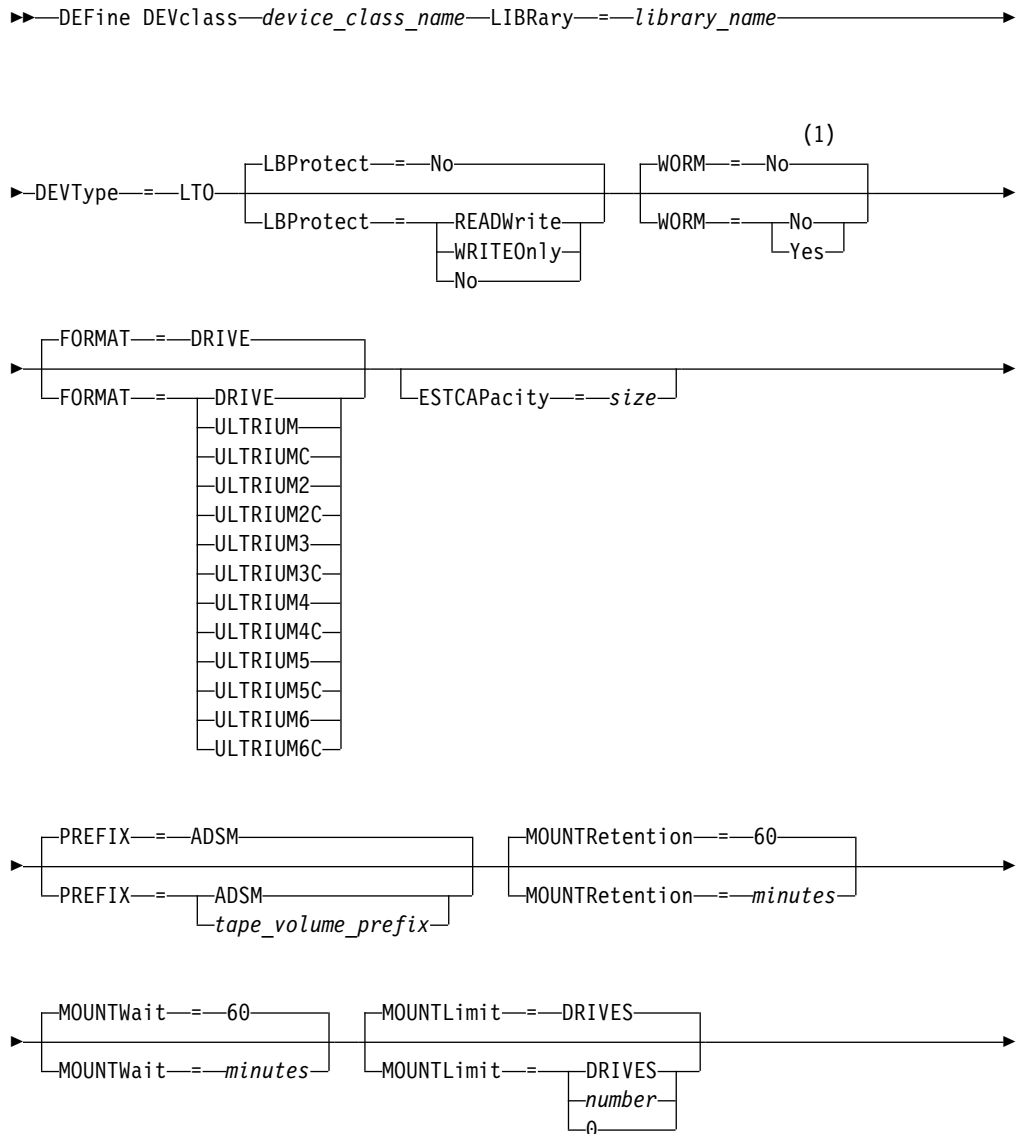 DEFine DEVclass device_class_name LIBRary = library_name
(1)
LBProtect = No WORM = No
DEVType = LTO
LBProtect = READWrite WORM = No
WRITEOnly Yes
No
FORMAT = DRIVE
FORMAT = DRIVE ESTCAPacity = size
ULTRIUM
ULTRIUMC
ULTRIUM2
ULTRIUM2C
ULTRIUM3
ULTRIUM3C
ULTRIUM4
ULTRIUM4C
ULTRIUM5
ULTRIUM5C
ULTRIUM6
ULTRIUM6C
PREFIX = ADSM MOUNTRetention = 60
PREFIX = ADSM MOUNTRetention = minutes
tape_volume_prefix
MOUNTWait = 60 MOUNTLimit = DRIVES
MOUNTWait = minutes MOUNTLimit = DRIVES
number
0